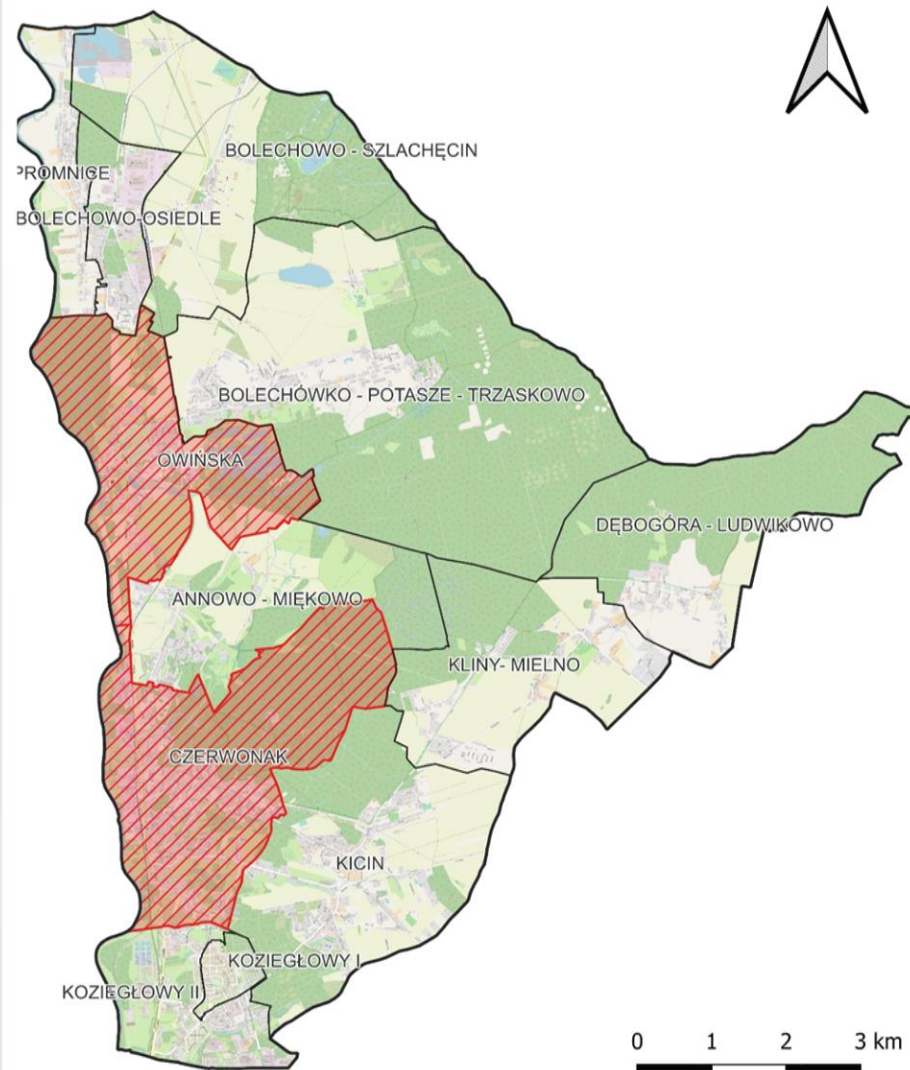 BOLECHOWO - SZLACHĘCIN
PROMNICE
BOLECHOWO-OSIEDLE
BOLECHÓWKO - POTASZE - TRZASKOWO
OWIŃSKA
DĘBOGÓRA - LUDWIKOWO
ANNOWO - MIĘKOWO
KLINY- MIELNO
CZERWONAK
KICIN
KOZIEGŁOWY I
KOZIEGŁOWY II
0 1 2 3 km